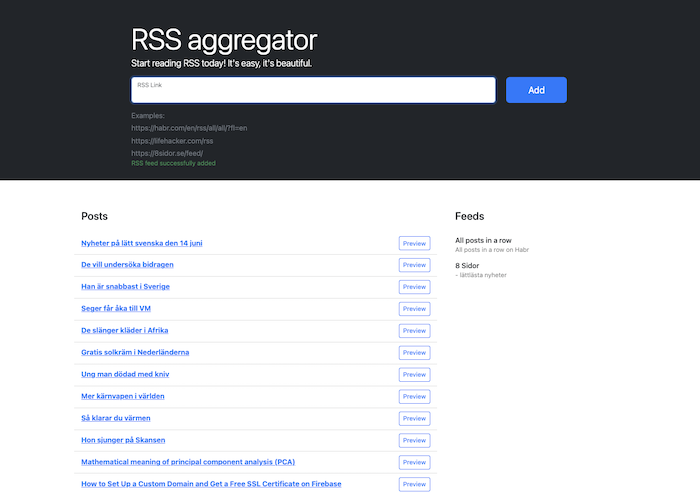 RSS aggregator
Start reading RSS today! It's easy, it's beautiful.
RSS Link
Add
Examples:
https://habr.com/en/rss/all/all/?fl=en
https://lifehacker.com/rss
https://8sidor.se/feed/
RSS feed successfully added
Posts
Nyheter på lätt svenska den 14 juni
Preview
De vill undersöka bidragen
Preview
Han är snabbast i Sverige
Preview
Seger får åka till VM
Preview
De slänger kläder i Afrika
Preview
Gratis solkräm i Nederländerna
Preview
Ung man dödad med kniv
Preview
Mer kärnvapen i världen
Preview
Så klarar du värmen
Preview
Hon sjunger på Skansen
Preview
Mathematical meaning of principal component analysis (PCA)
Preview
How to Set Up a Custom Domain and Get a Free SSL Certificate on Firebase
Preview
Feeds
All posts in a row
All posts in a row on Habr
8 Sidor
- lättlästa nyheter